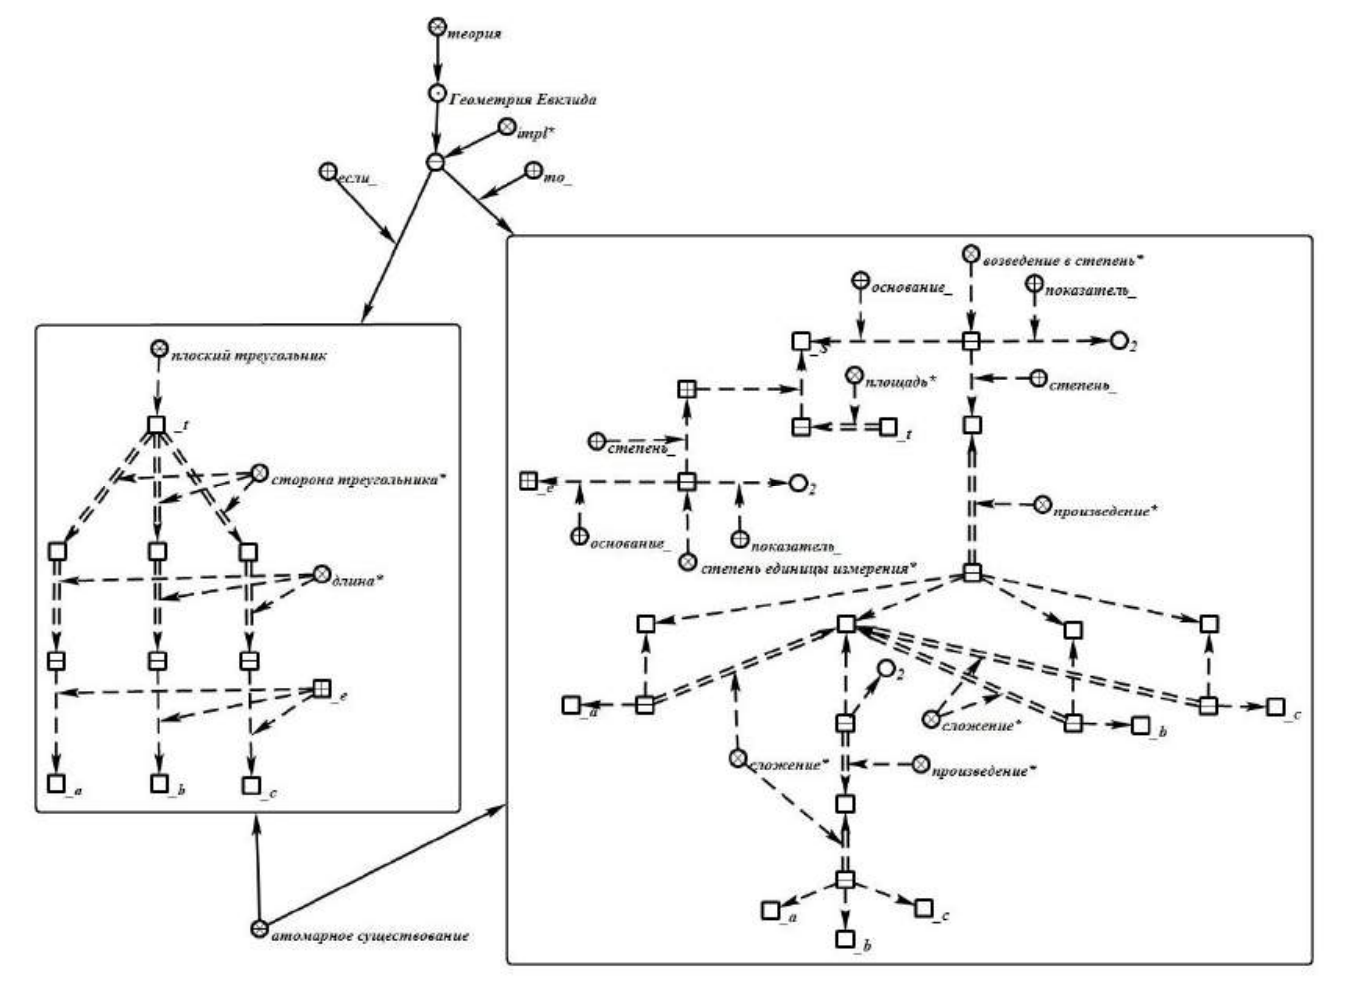 теория
Геометрия Евклида
impl*
если_
то_
плоский треугольник
_t
сторона треугольника*
длина*
_e
_a
_b
_c
атомарное существование
возведение в степень*
основание_
показатель_
_S
2
площадь*
степень_
_t
степень_
_e
2
основание_
показатель_
степень единицы измерения*
произведение*
_a
2
сложение*
_b
_c
сложение*
произведение*
_a
_c
_b